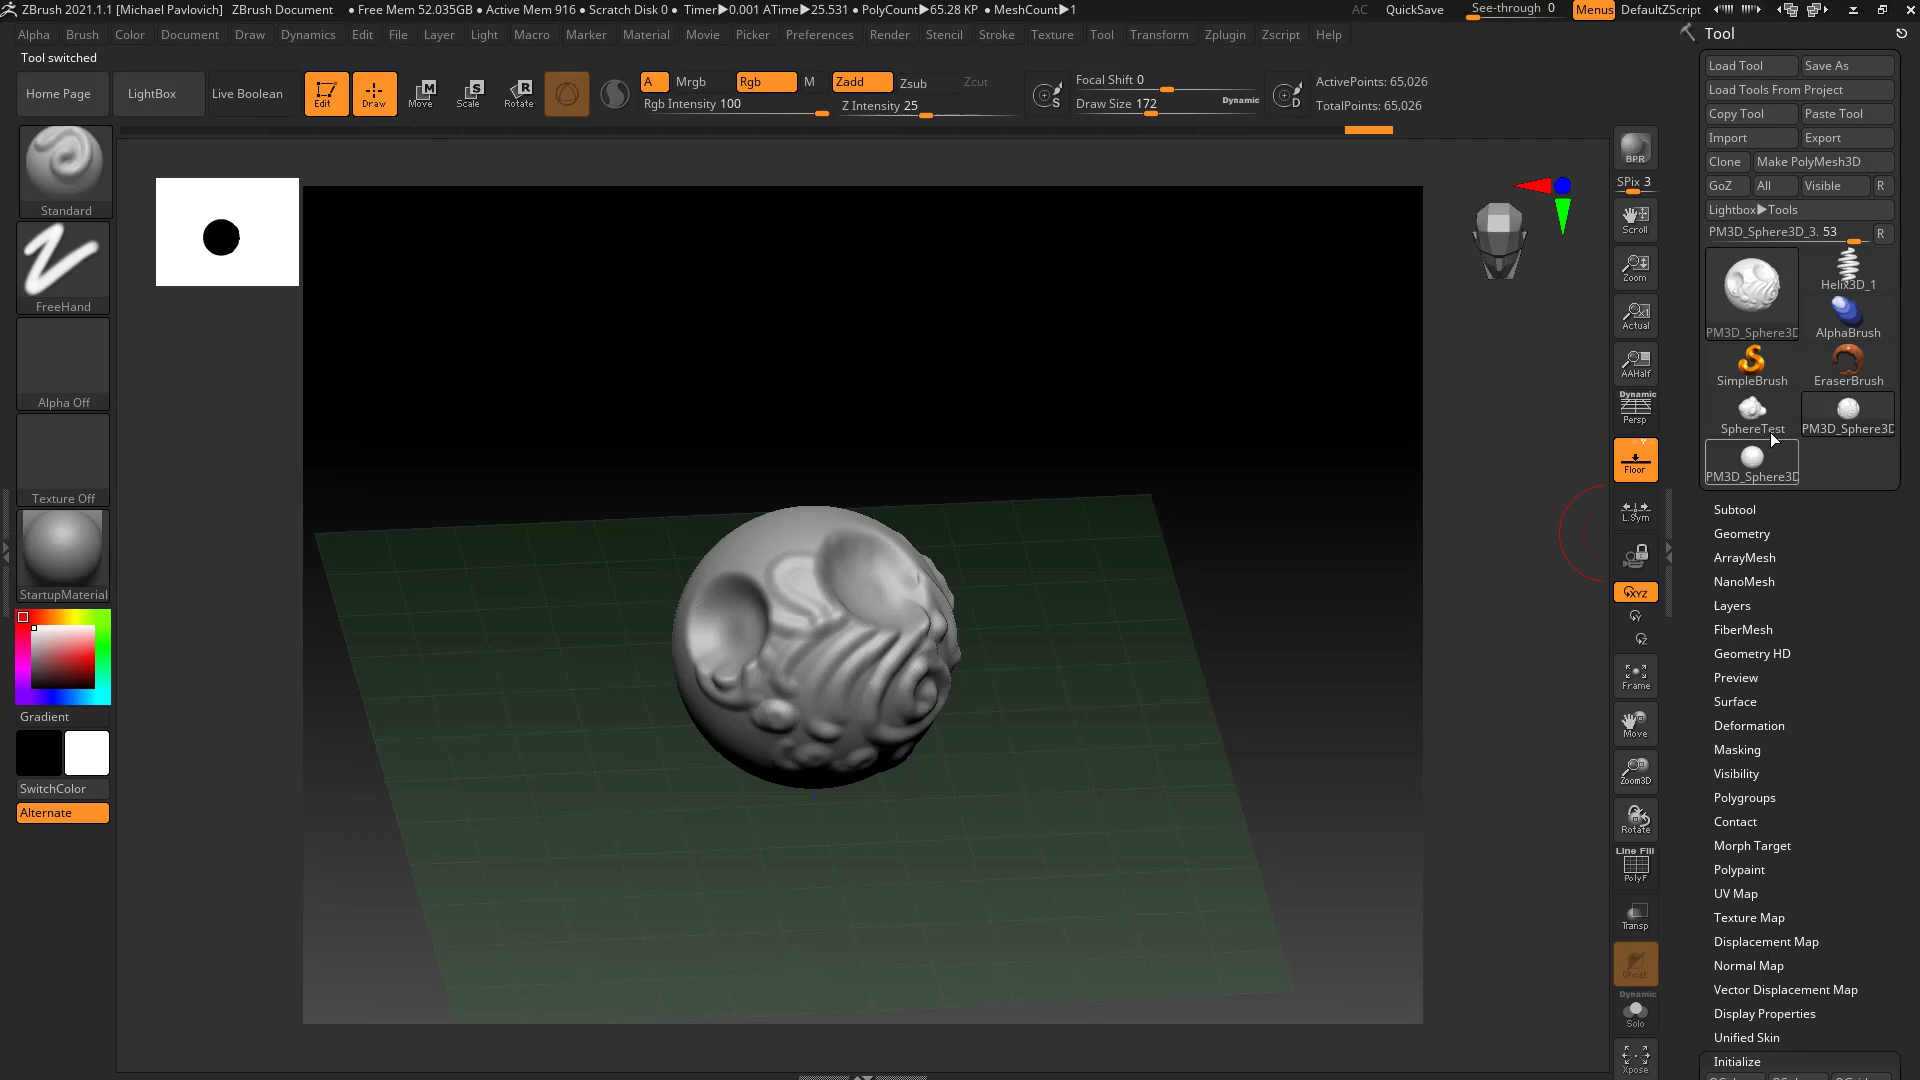 ZBrush 2021.1.1 [Michael Pavlovich] ZBrush Document • Free Mem 52.035GB • Active Mem 916 • Scratch Disk 0 • Timer▶0.001 ATime▶25.531 • PolyCount▶65.28 KP • MeshCount▶1 AC QuickSave See-through 0 Menus DefaultZScript
Alpha Brush Color Document Draw Dynamics Edit File Layer Light Macro Marker Material Movie Picker Preferences Render Stencil Stroke Texture Tool Transform Zplugin Zscript Help
Tool switched
Home Page LightBox Live Boolean Edit Draw Move Scale Rotate
A Mrgb Rgb M Zadd Zsub Zcut
Rgb Intensity 100 Z Intensity 25
S Focal Shift 0
Draw Size 172 Dynamic
D ActivePoints: 65,026
TotalPoints: 65,026
Standard
FreeHand
Alpha Off
Texture Off
StartupMaterial
Gradient
SwitchColor
Alternate
BPR
SPix 3
Scroll
Zoom
Actual
AAHalf
Dynamic
Persp
Floor
L.Sym
XYZ
Y
Z
Frame
Move
Zoom3D
Rotate
Line Fill
PolyF
Transp
Ghost
Dynamic
Solo
Xpose
Tool
Load Tool Save As
Load Tools From Project
Copy Tool Paste Tool
Import Export
Clone Make PolyMesh3D
GoZ All Visible R
Lightbox▶Tools
PM3D_Sphere3D_3. 53 R
Helix3D_1
PM3D_Sphere3D AlphaBrush
SimpleBrush EraserBrush
SphereTest PM3D_Sphere3D
PM3D_Sphere3D
Subtool
Geometry
ArrayMesh
NanoMesh
Layers
FiberMesh
Geometry HD
Preview
Surface
Deformation
Masking
Visibility
Polygroups
Contact
Morph Target
Polypaint
UV Map
Texture Map
Displacement Map
Normal Map
Vector Displacement Map
Display Properties
Unified Skin
Initialize